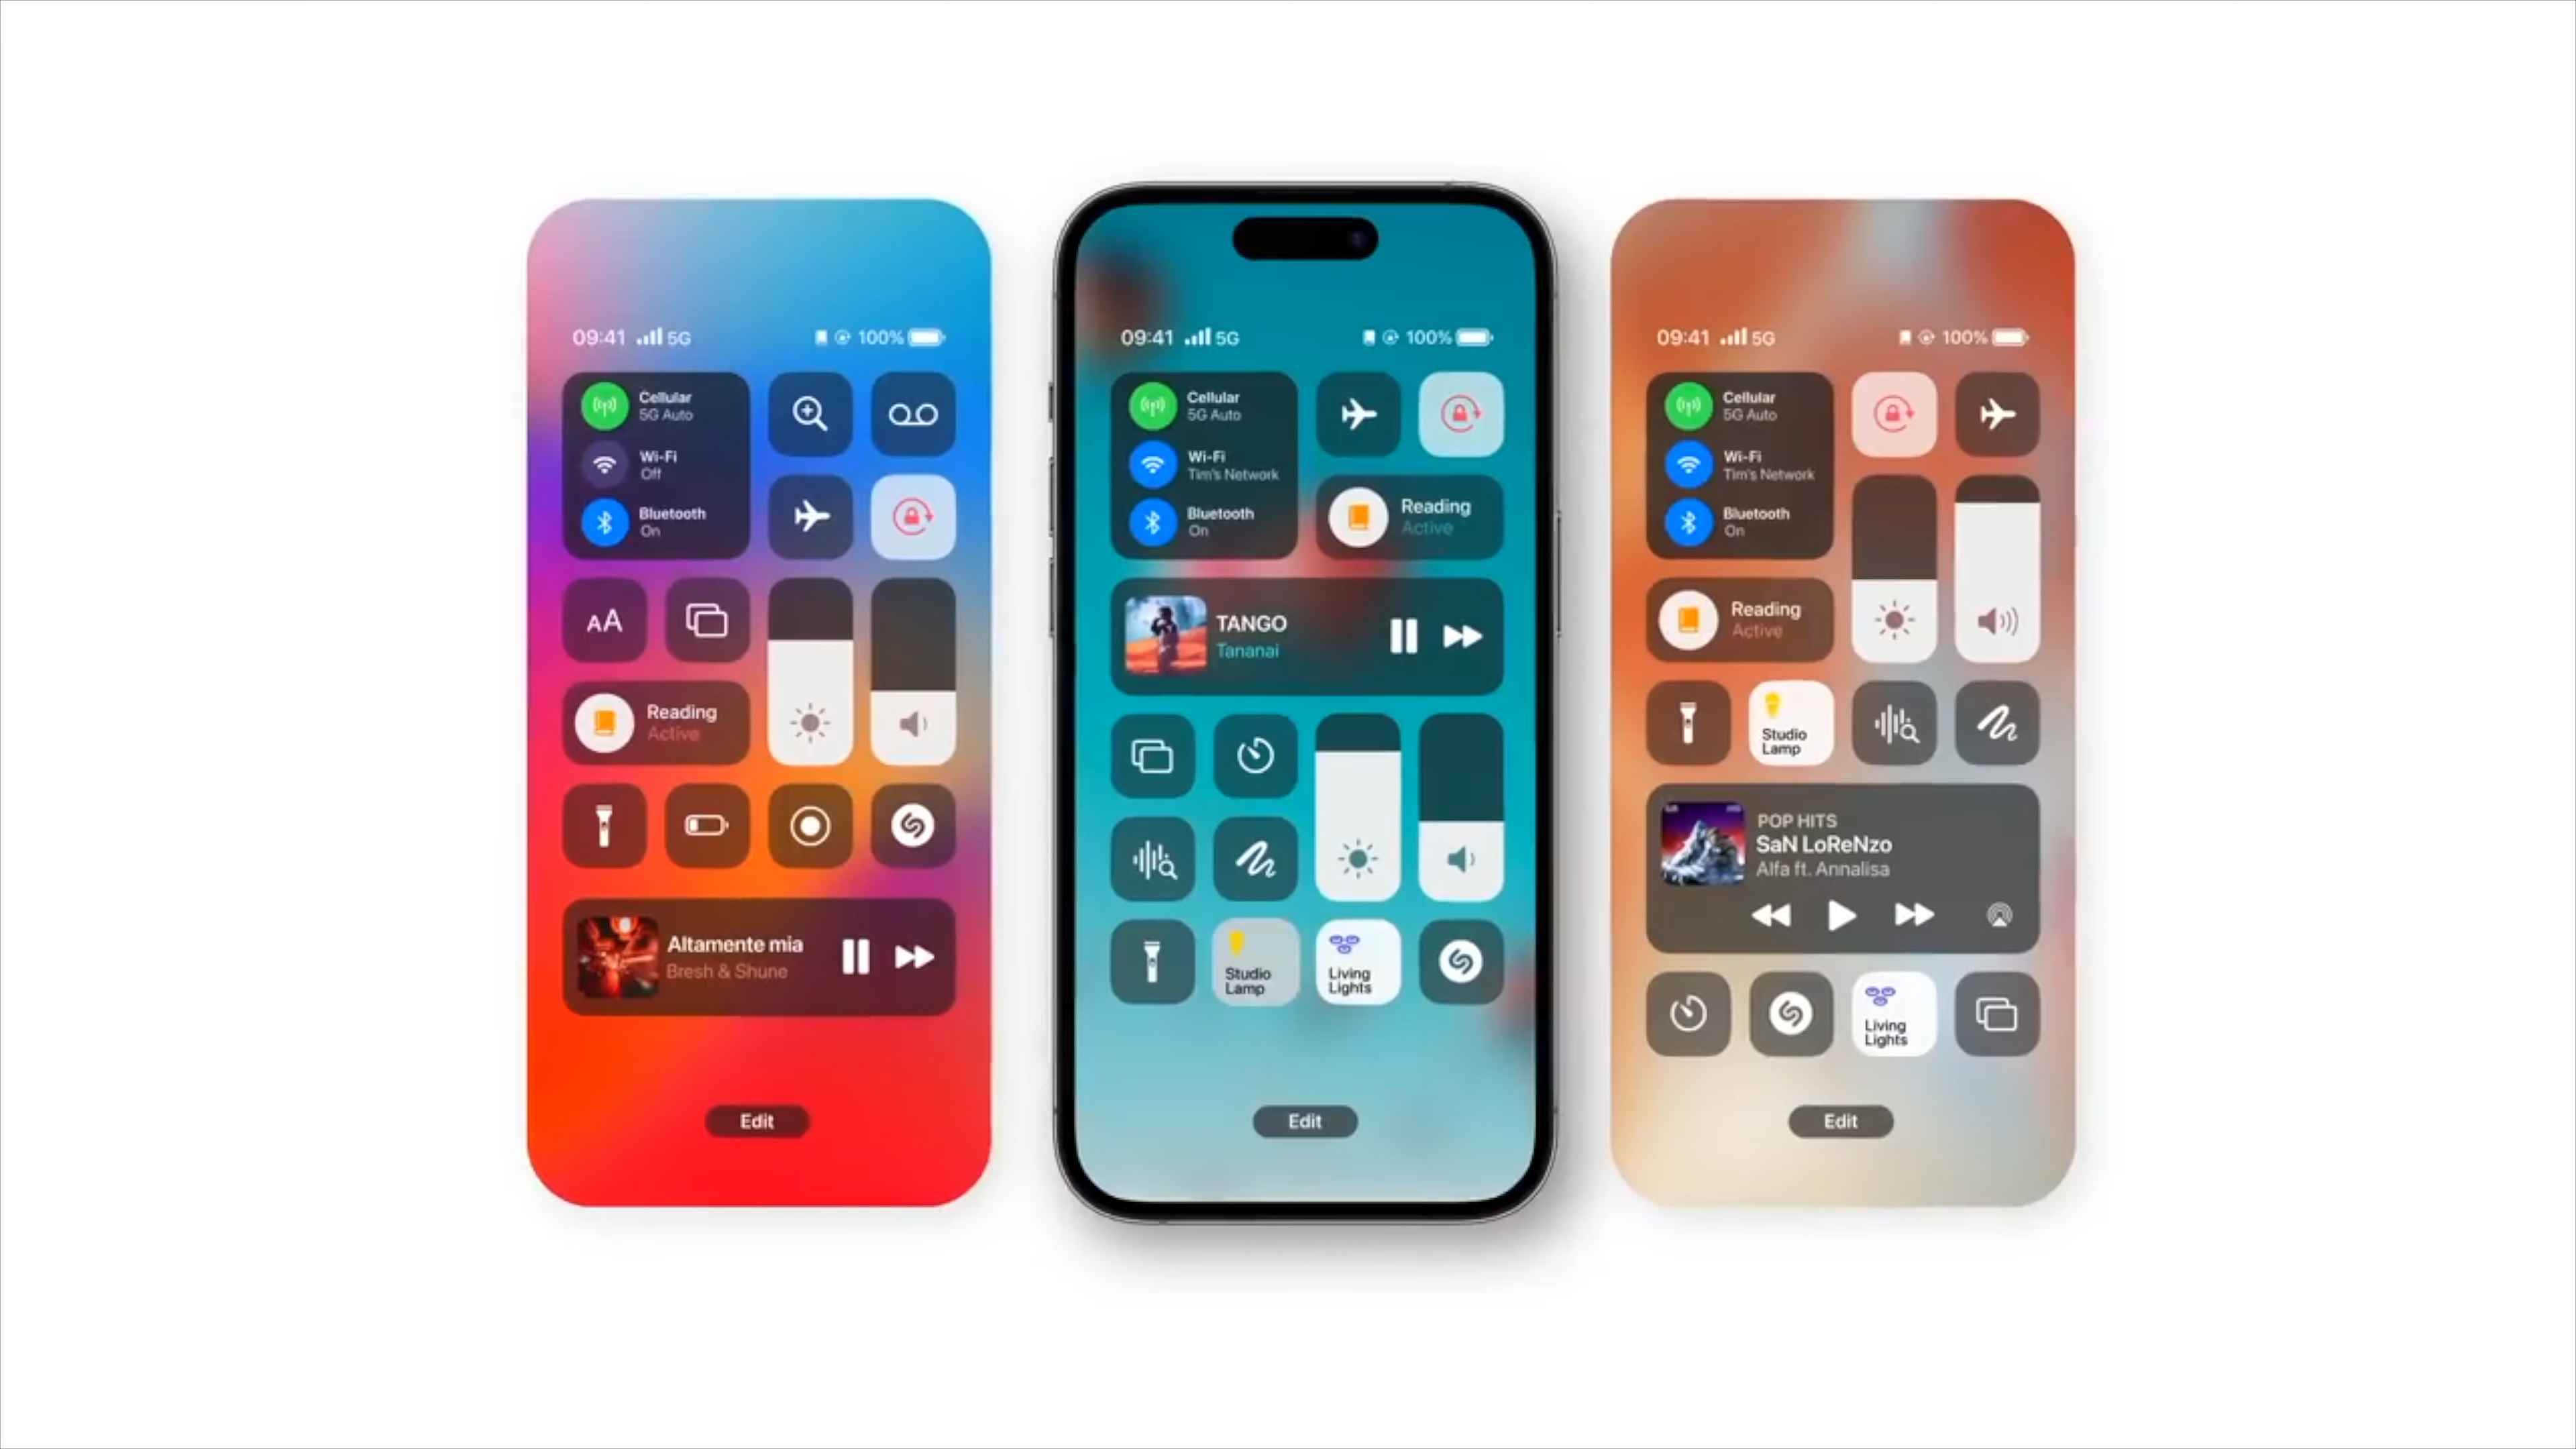 09:41 5G 100%
Cellular
5G Auto
Wi-Fi
Off
Bluetooth
On
AA
Reading
Active
Altamente mia
Bresh & Shune
Edit
09:41 5G 100%
Cellular
5G Auto
Wi-Fi
Tim's Network
Bluetooth
On
Reading
Active
TANGO
Tananai
Studio
Lamp
Living
Lights
Edit
09:41 5G 100%
Cellular
5G Auto
Wi-Fi
Tim's Network
Bluetooth
On
Reading
Active
Studio
Lamp
POP HITS
SaN LoReNzo
Alfa ft. Annalisa
Living
Lights
Edit